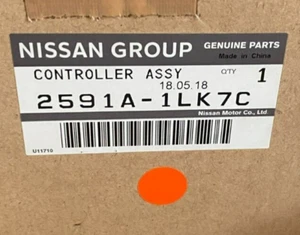 NISSAN GROUP GENUINE PARTS
Made in China
CONTROLLER ASSY Q'TY 1
18.05.18
2591A-1LK7C
Nissan Motor Co., Ltd
U11716